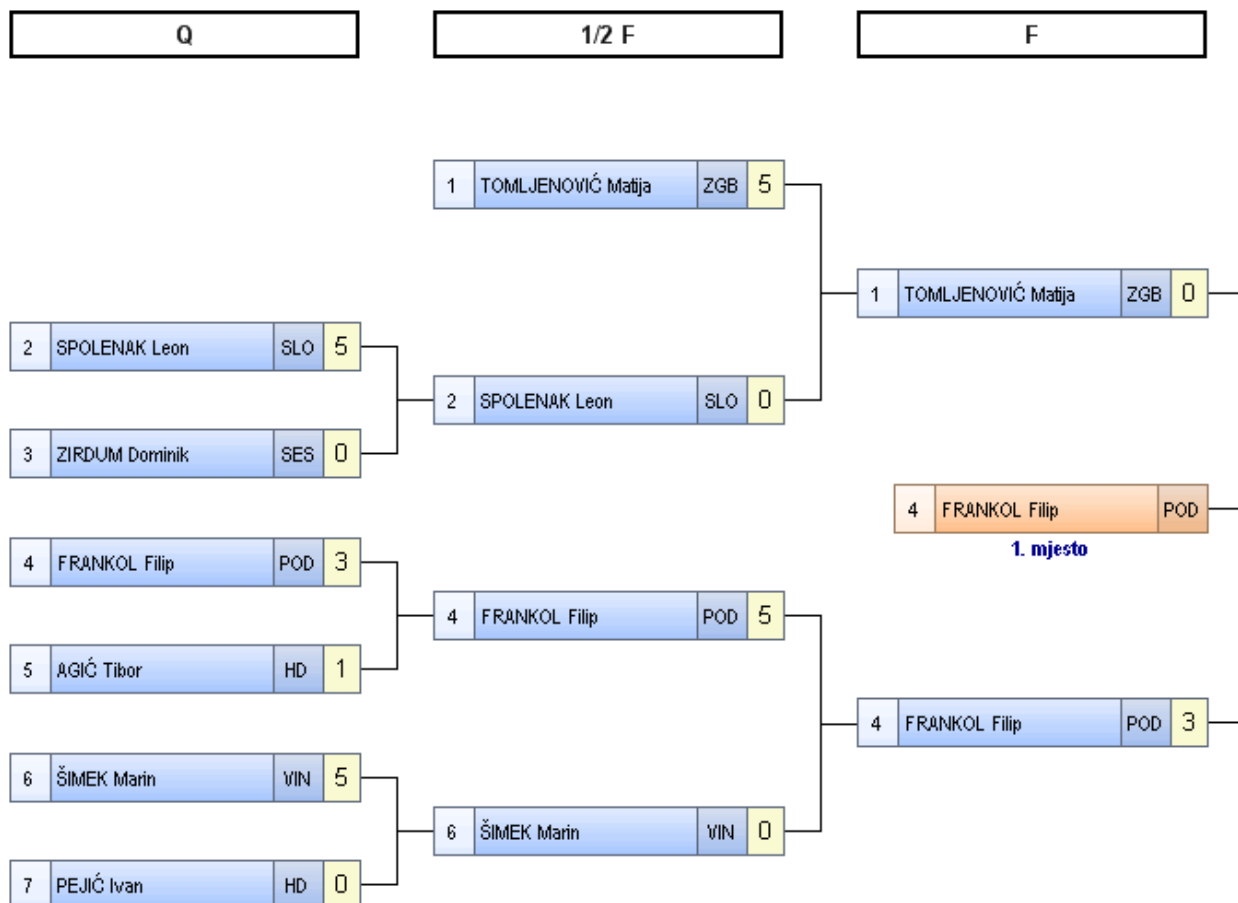 Q 1/2 F F
1 TOMLJENOVIĆ Matija ZGB 5
1 TOMLJENOVIĆ Matija ZGB 0
2 SPOLENAK Leon SLO 5
2 SPOLENAK Leon SLO 0
3 ZIRDUM Dominik SES 0
4 FRANKOL Filip POD
1. mjesto
4 FRANKOL Filip POD 3
4 FRANKOL Filip POD 5
5 AGIĆ Tibor HD 1
4 FRANKOL Filip POD 3
6 ŠIMEK Marin VIN 5
6 ŠIMEK Marin VIN 0
7 PEJIĆ Ivan HD 0